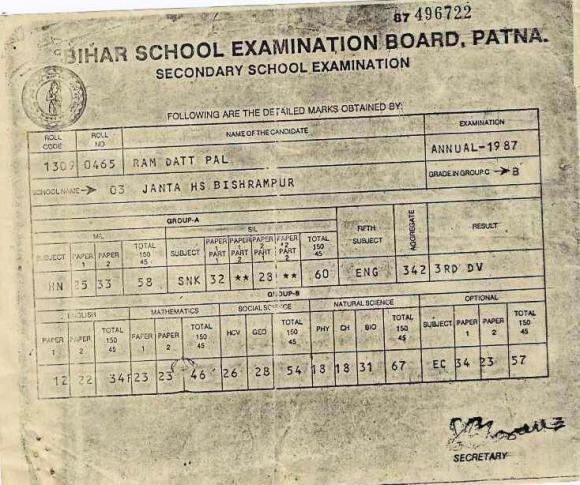 87 496722
BIHAR SCHOOL EXAMINATION BOARD, PATNA.
SECONDARY SCHOOL EXAMINATION
FOLLOWING ARE THE DETAILED MARKS OBTAINED BY:
ROLL CODE ROLL NO NAME OF THE CANDIDATE EXAMINATION
1309 0465 RAM DATT PAL ANNUAL-1987
SCHOOL NAME → 03 JANTA HS BISHRAMPUR GRADE IN GROUP C → B
GROUP-A
MIL SIL FIFTH SUBJECT AGGREGATE RESULT
SUBJECT PAPER 1 PAPER 2 TOTAL 150 45 SUBJECT PAPER 1 PART 1 PAPER 1 PART 2 PAPER 2 PART 1 PAPER 2 PART 2 TOTAL 150 45
HN 25 33 58 SNK 32 ** 28 ** 60 ENG 342 3RD DV
GROUP-B
ENGLISH MATHEMATICS SOCIAL SCIENCE NATURAL SCIENCE OPTIONAL
PAPER 1 PAPER 2 TOTAL 150 45 PAPER 1 PAPER 2 TOTAL 150 45 HCV GEO TOTAL 150 45 PHY CH BIO TOTAL 150 45 SUBJECT PAPER 1 PAPER 2 TOTAL 150 45
12 22 34F 23 23 46 26 28 54 18 18 31 67 EC 34 23 57
SECRETARY